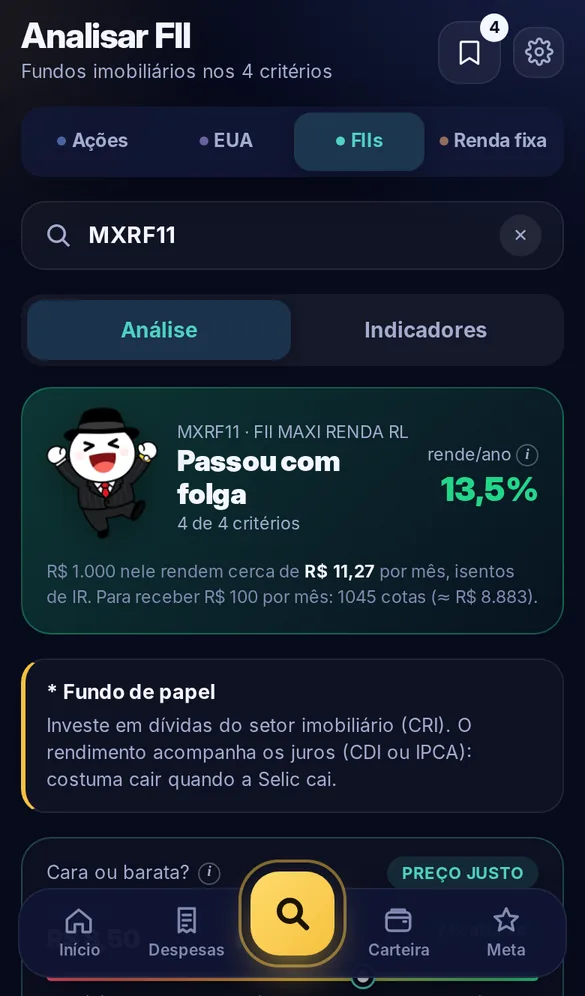 Analisar FII
4
Fundos imobiliários nos 4 critérios
Ações
EUA
FIIs
Renda fixa
MXRF11
Análise
Indicadores
MXRF11 · FII MAXI RENDA RL
Passou com
folga
4 de 4 critérios
rende/ano i
13,5%
R$ 1.000 nele rendem cerca de R$ 11,27 por mês, isentos
de IR. Para receber R$ 100 por mês: 1045 cotas (≈ R$ 8.883).
* Fundo de papel
Investe em dívidas do setor imobiliário (CRI). O
rendimento acompanha os juros (CDI ou IPCA):
costuma cair quando a Selic cai.
Cara ou barata? i
PREÇO JUSTO
Início
Despesas
Carteira
Meta